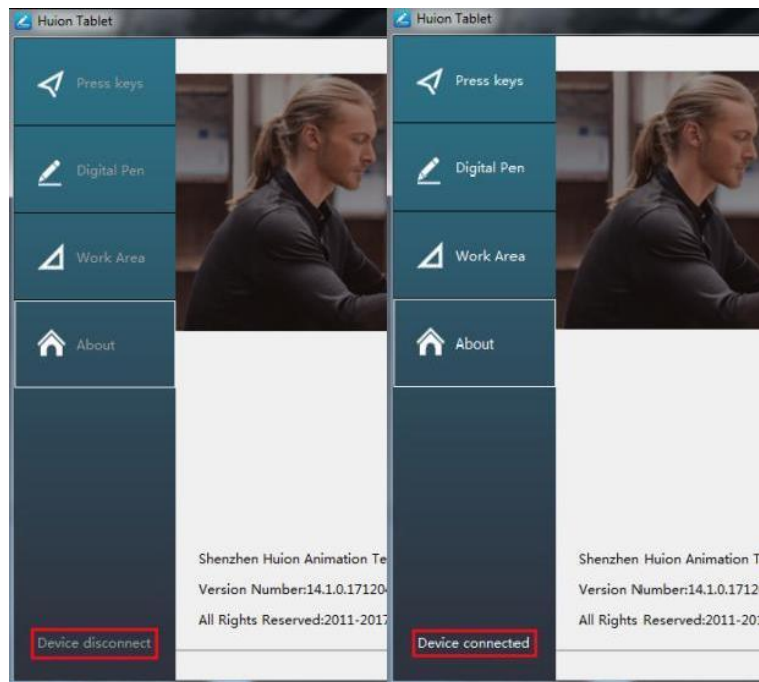 Huion Tablet
Press keys
Digital Pen
Work Area
About
Shenzhen Huion Animation Te
Version Number:14.1.0.17120
All Rights Reserved:2011-2017
Device disconnect
Huion Tablet
Press keys
Digital Pen
Work Area
About
Shenzhen Huion Animation T
Version Number:14.1.0.1712
All Rights Reserved:2011-201
Device connected